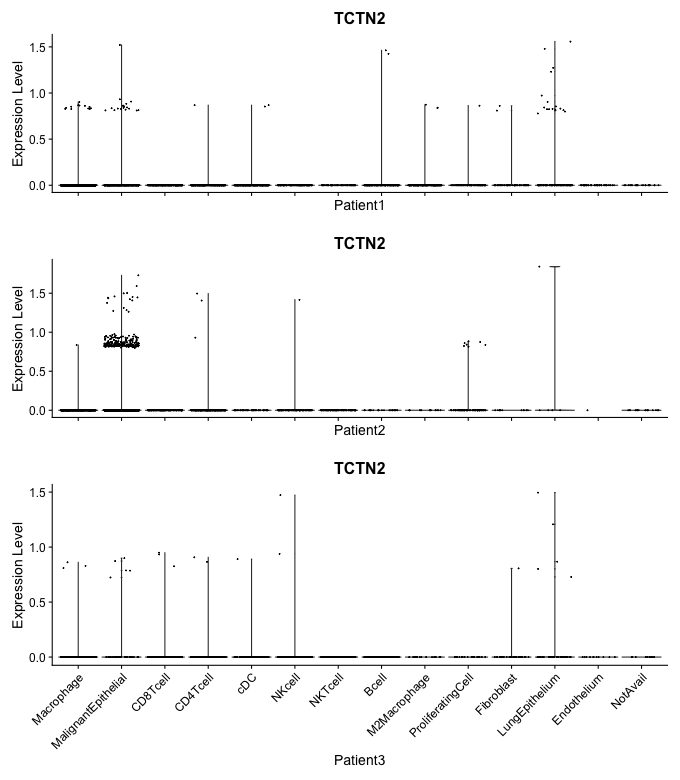 TCTN2
Expression Level
1.5
1.0
0.5
0.0
Patient1
TCTN2
Expression Level
1.5
1.0
0.5
0.0
Patient2
TCTN2
Expression Level
1.5
1.0
0.5
0.0
Macrophage
MalignantEpithelial
CD8Tcell
CD4Tcell
cDC
NKcell
NKTcell
Bcell
M2Macrophage
ProliferatingCell
Fibroblast
LungEpithelium
Endothelium
NotAvail
Patient3